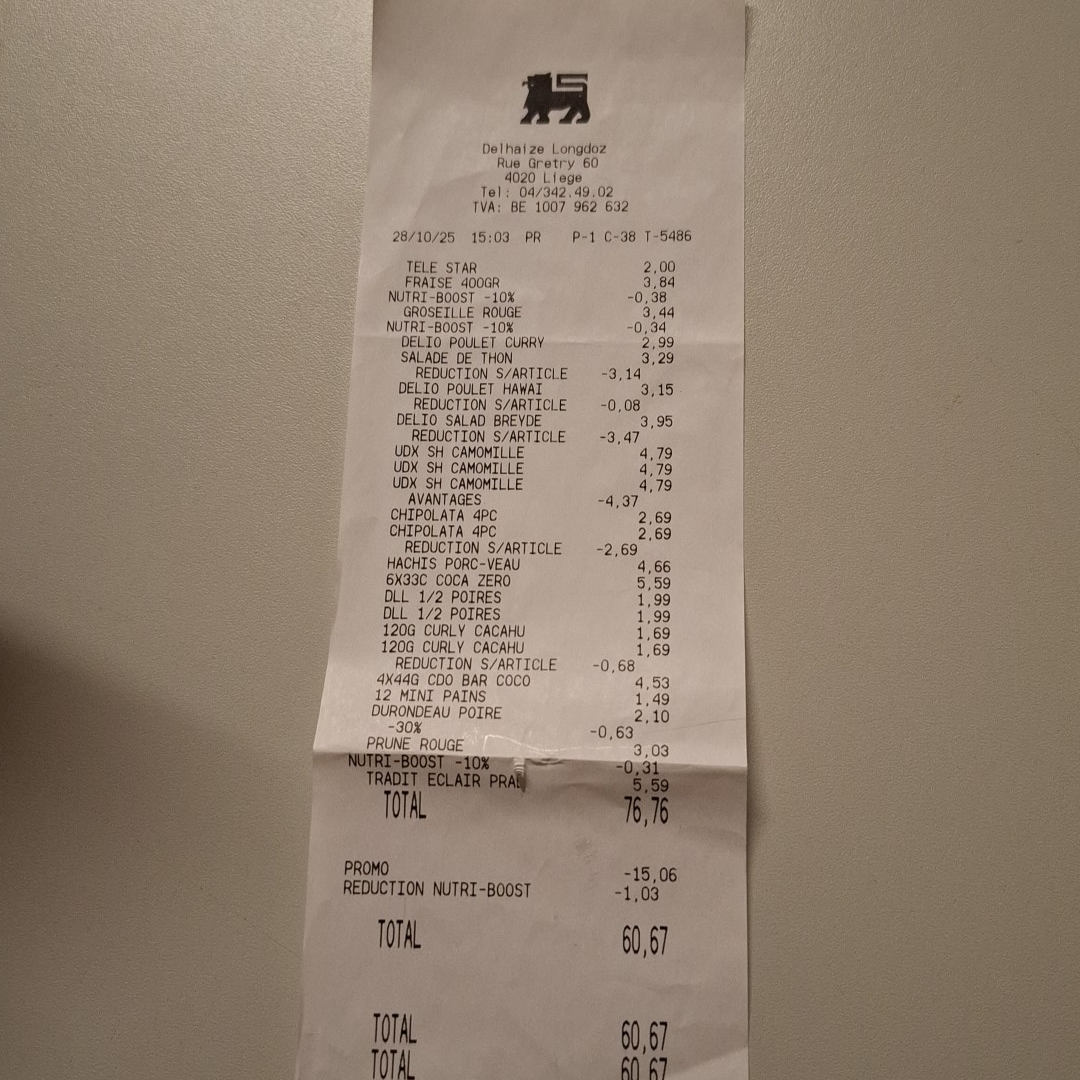 Delhaize Longdoz
Rue Gretry 60
4020 Liege
Tel: 04/342.49.02
TVA: BE 1007 962 632
28/10/25 15:03 PR P-1 C-38 T-5486
TELE STAR 2,00
FRAISE 400GR 3,84
NUTRI-BOOST -10% -0,38
GROSEILLE ROUGE 3,44
NUTRI-BOOST -10% -0,34
DELIO POULET CURRY 2,99
SALADE DE THON 3,29
REDUCTION S/ARTICLE -3,14
DELIO POULET HAWAI 3,15
REDUCTION S/ARTICLE -0,08
DELIO SALAD BREYDE 3,95
REDUCTION S/ARTICLE -3,47
UDX SH CAMOMILLE 4,79
UDX SH CAMOMILLE 4,79
UDX SH CAMOMILLE 4,79
AVANTAGES -4,37
CHIPOLATA 4PC 2,69
CHIPOLATA 4PC 2,69
REDUCTION S/ARTICLE -2,69
HACHIS PORC-VEAU 4,66
6X33C COCA ZERO 5,59
DLL 1/2 POIRES 1,99
DLL 1/2 POIRES 1,99
120G CURLY CACAHU 1,69
120G CURLY CACAHU 1,69
REDUCTION S/ARTICLE -0,68
4X44G CDO BAR COCO 4,53
12 MINI PAINS 1,49
DURONDEAU POIRE 2,10
-30% -0,63
PRUNE ROUGE 3,03
NUTRI-BOOST -10% -0,31
TRADIT ECLAIR PRAL 5,59
TOTAL 76,76
PROMO -15,06
REDUCTION NUTRI-BOOST -1,03
TOTAL 60,67
TOTAL 60,67
TOTAL 60,67